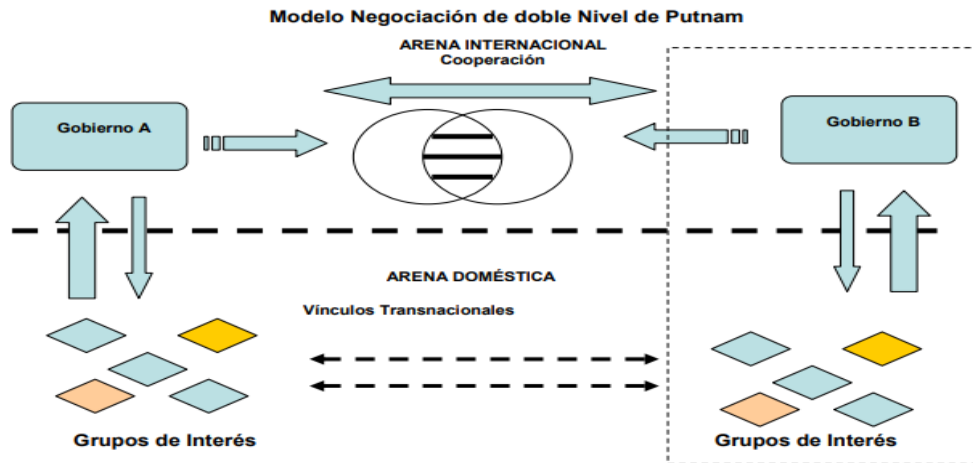 Modelo Negociación de doble Nivel de Putnam
ARENA INTERNACIONAL
Cooperación
Gobierno A
Gobierno B
ARENA DOMÉSTICA
Vínculos Transnacionales
Grupos de Interés
Grupos de Interés